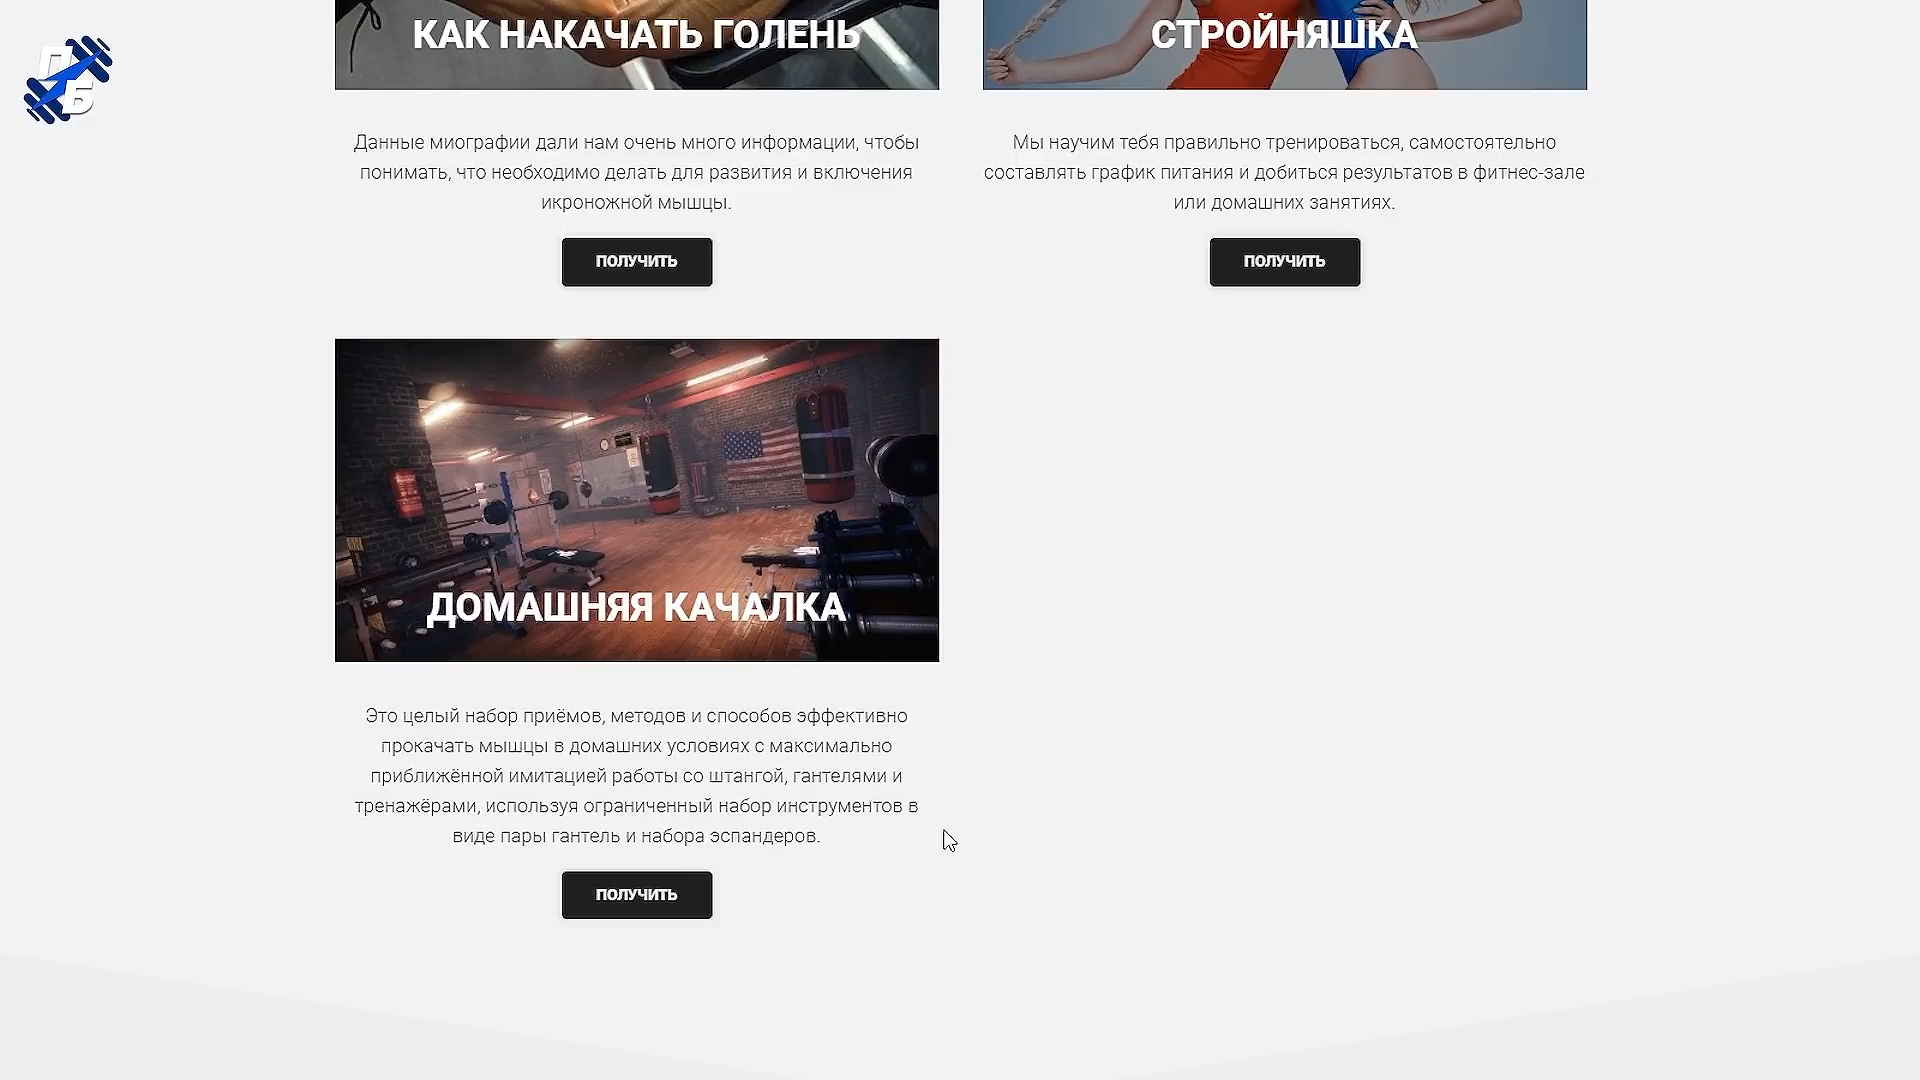 П
Б
КАК НАКАЧАТЬ ГОЛЕНЬ
Данные миографии дали нам очень много информации, чтобы
понимать, что необходимо делать для развития и включения
икроножной мышцы.
ПОЛУЧИТЬ
СТРОЙНЯШКА
Мы научим тебя правильно тренироваться, самостоятельно
составлять график питания и добиться результатов в фитнес-зале
или домашних занятиях.
ПОЛУЧИТЬ
ДОМАШНЯЯ КАЧАЛКА
Это целый набор приёмов, методов и способов эффективно
прокачать мышцы в домашних условиях с максимально
приближённой имитацией работы со штангой, гантелями и
тренажёрами, используя ограниченный набор инструментов в
виде пары гантель и набора эспандеров.
ПОЛУЧИТЬ